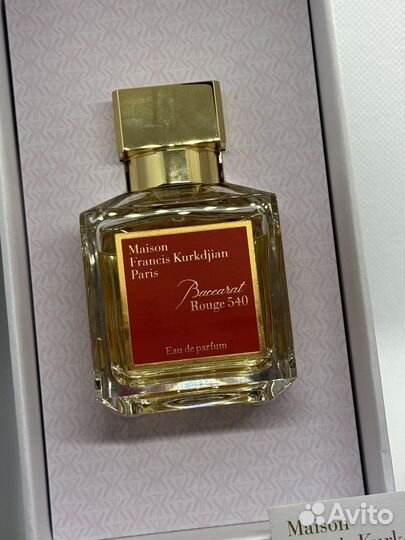 Maison
Francis Kurkdjian
Paris
Baccarat
Rouge 540
Eau de parfum
Maison
Avito